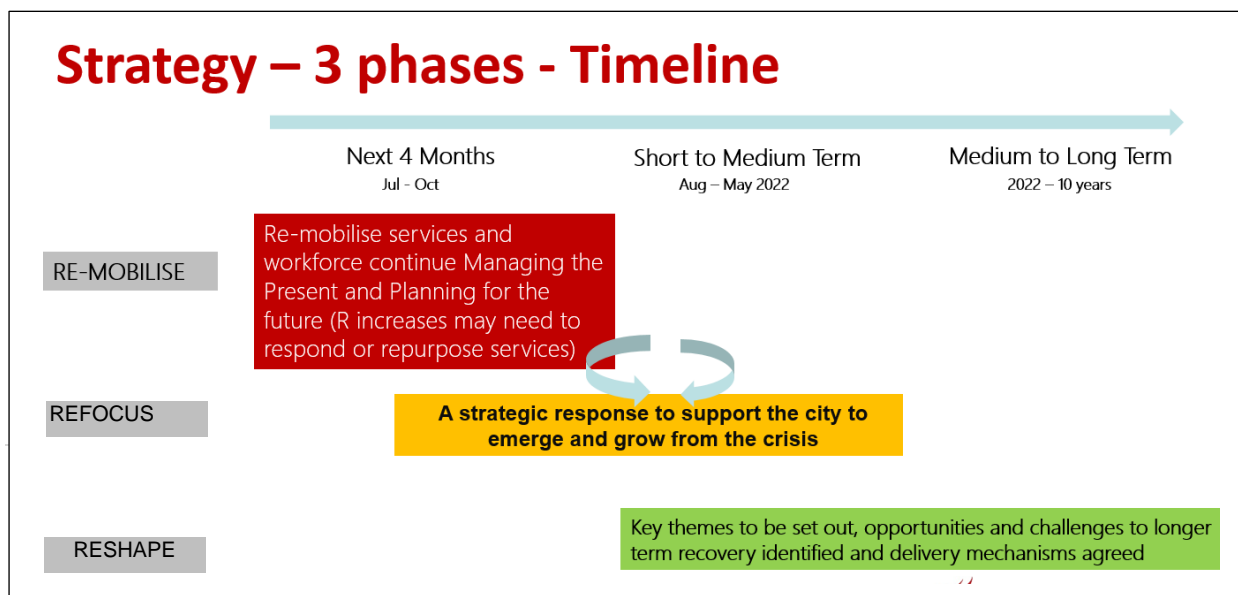 Strategy – 3 phases - Timeline
Next 4 Months
Jul - Oct
Short to Medium Term
Aug – May 2022
Medium to Long Term
2022 – 10 years
RE-MOBILISE
Re-mobilise services and
workforce continue Managing the
Present and Planning for the
future (R increases may need to
respond or repurpose services)
REFOCUS
A strategic response to support the city to
emerge and grow from the crisis
RESHAPE
Key themes to be set out, opportunities and challenges to longer
term recovery identified and delivery mechanisms agreed